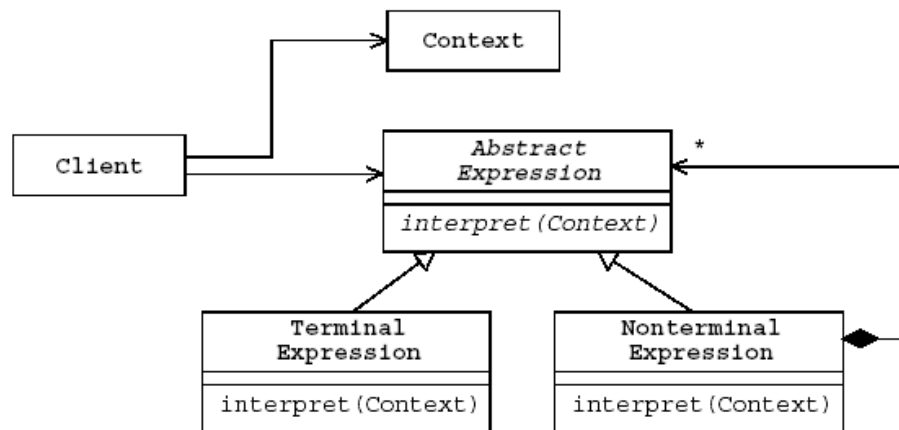 Context
Client
Abstract
Expression
*
interpret(Context)
Terminal
Expression
interpret(Context)
Nonterminal
Expression
interpret(Context)